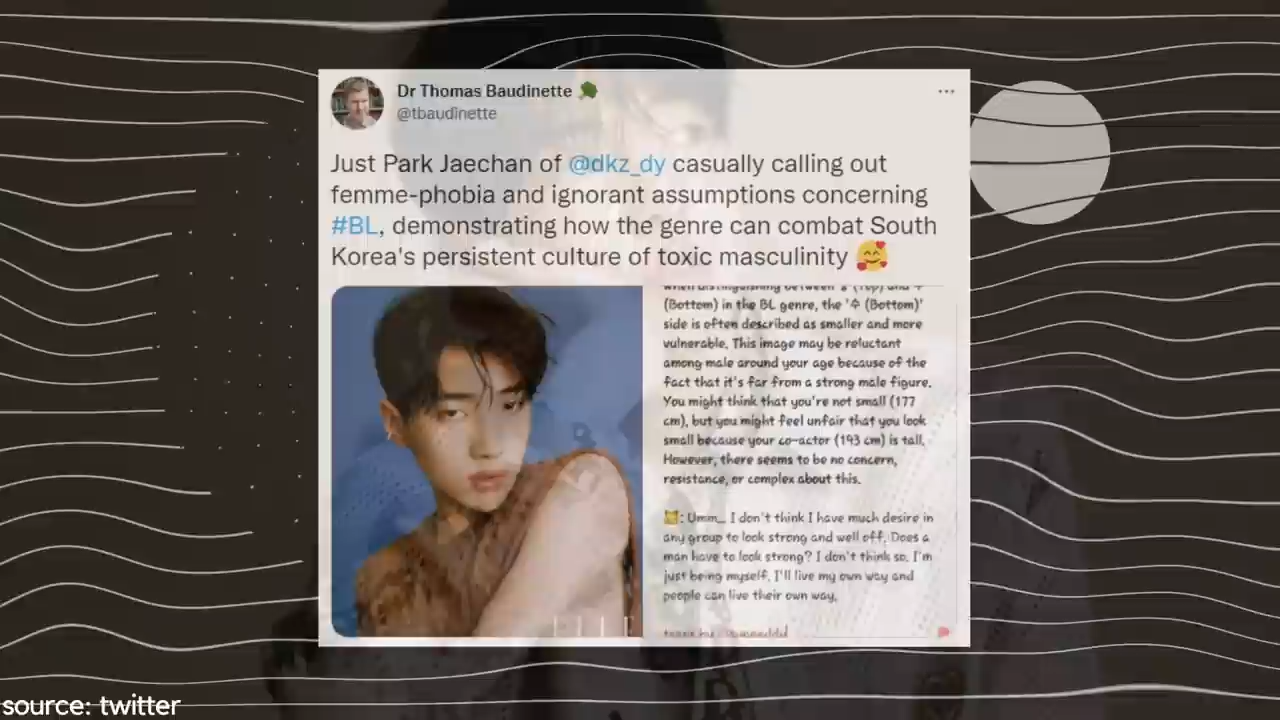 Dr Thomas Baudinette
@tbaudinette
Just Park Jaechan of @dkz_dy casually calling out
femme-phobia and ignorant assumptions concerning
#BL, demonstrating how the genre can combat South
Korea's persistent culture of toxic masculinity
when distinguishing between 공 (Top) and 수
(Bottom) in the BL genre, the '수 (Bottom)'
side is often described as smaller and more
vulnerable. This image may be reluctant
among male around your age because of the
fact that it's far from a strong male figure.
You might think that you're not small (177
cm), but you might feel unfair that you look
small because your co-actor (193 cm) is tall.
However, there seems to be no concern,
resistance, or complex about this.
: Umm_ I don't think I have much desire in
any group to look strong and well off. Does a
man have to look strong? I don't think so. I'm
just being myself. I'll live my own way and
people can live their own way.
ELLE
source: twitter